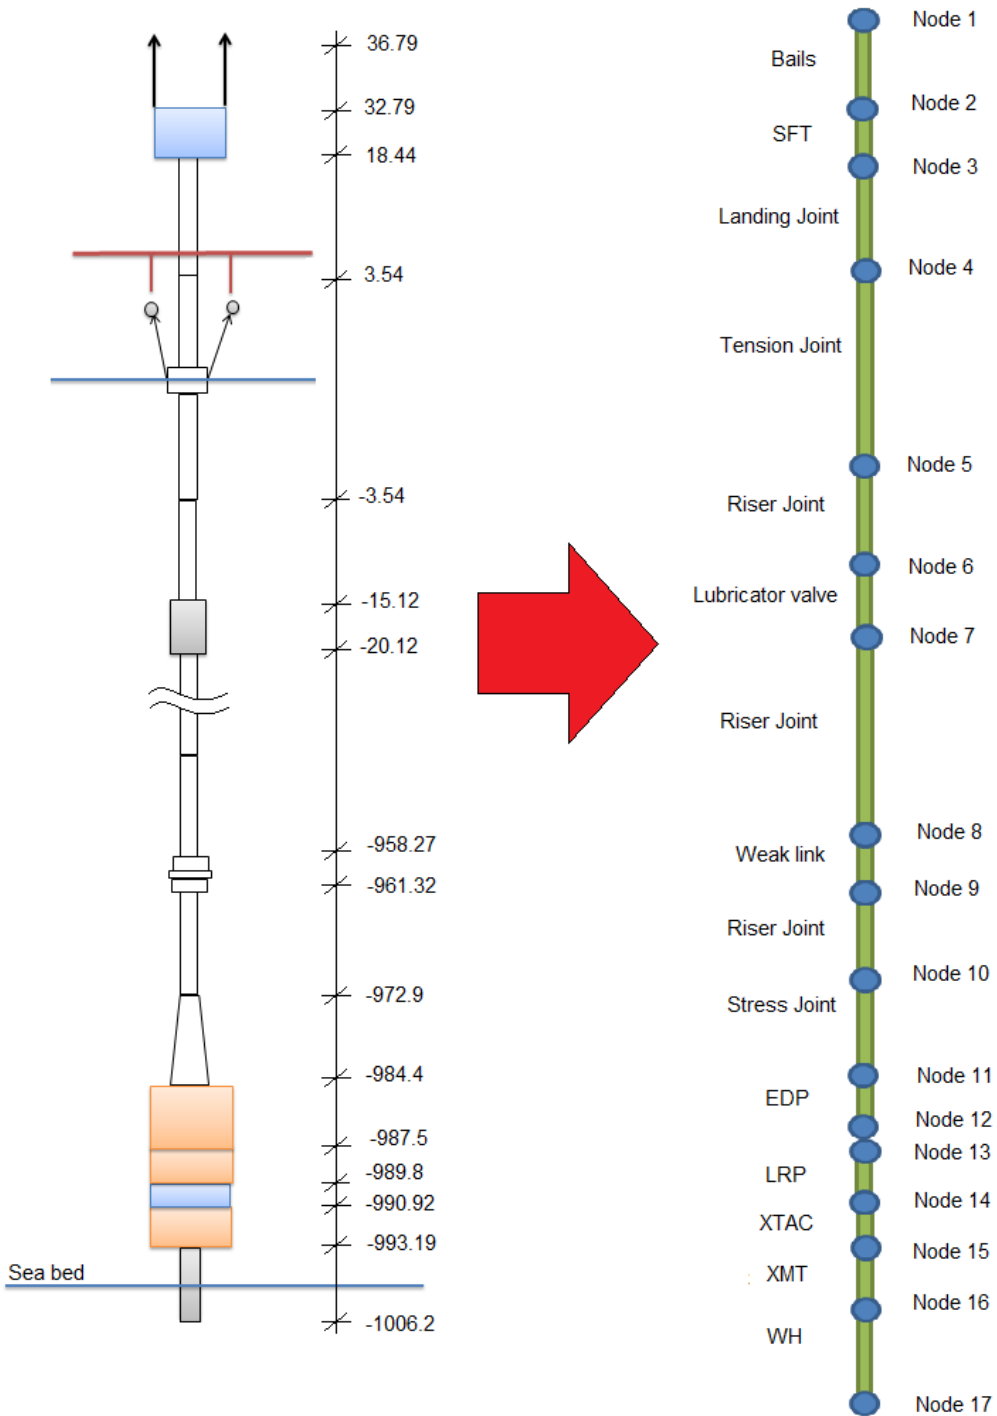 36.79
32.79
18.44
3.54
-3.54
-15.12
-20.12
-958.27
-961.32
-972.9
-984.4
-987.5
-989.8
-990.92
-993.19
Sea bed
-1006.2
Node 1
Bails
Node 2
SFT
Node 3
Landing Joint
Node 4
Tension Joint
Node 5
Riser Joint
Node 6
Lubricator valve
Node 7
Riser Joint
Node 8
Weak link
Node 9
Riser Joint
Node 10
Stress Joint
Node 11
EDP
Node 12
Node 13
LRP
Node 14
XTAC
Node 15
XMT
Node 16
WH
Node 17